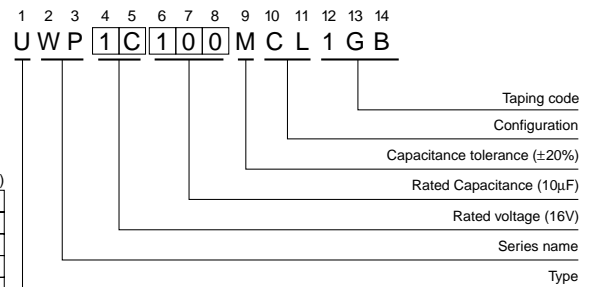 1 2 3 4 5 6 7 8 9 10 11 12 13 14
U W P 1 C 1 0 0 M C L 1 G B
Taping code
Configuration
Capacitance tolerance (±20%)
Rated Capacitance (10μF)
)
Rated voltage (16V)
Series name
Type